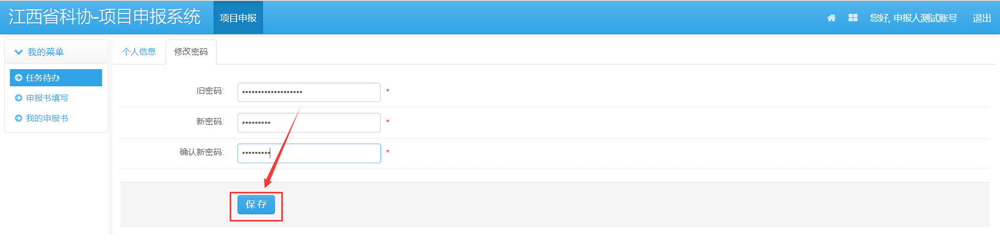 江西省科协-项目申报系统 项目申报 您好, 申报人测试账号 退出
我的菜单
任务待办
申报书填写
我的申报书
个人信息 修改密码
旧密码: ••••••••••••••••••• *
新密码: ••••••••• *
确认新密码: ••••••••• *
保存